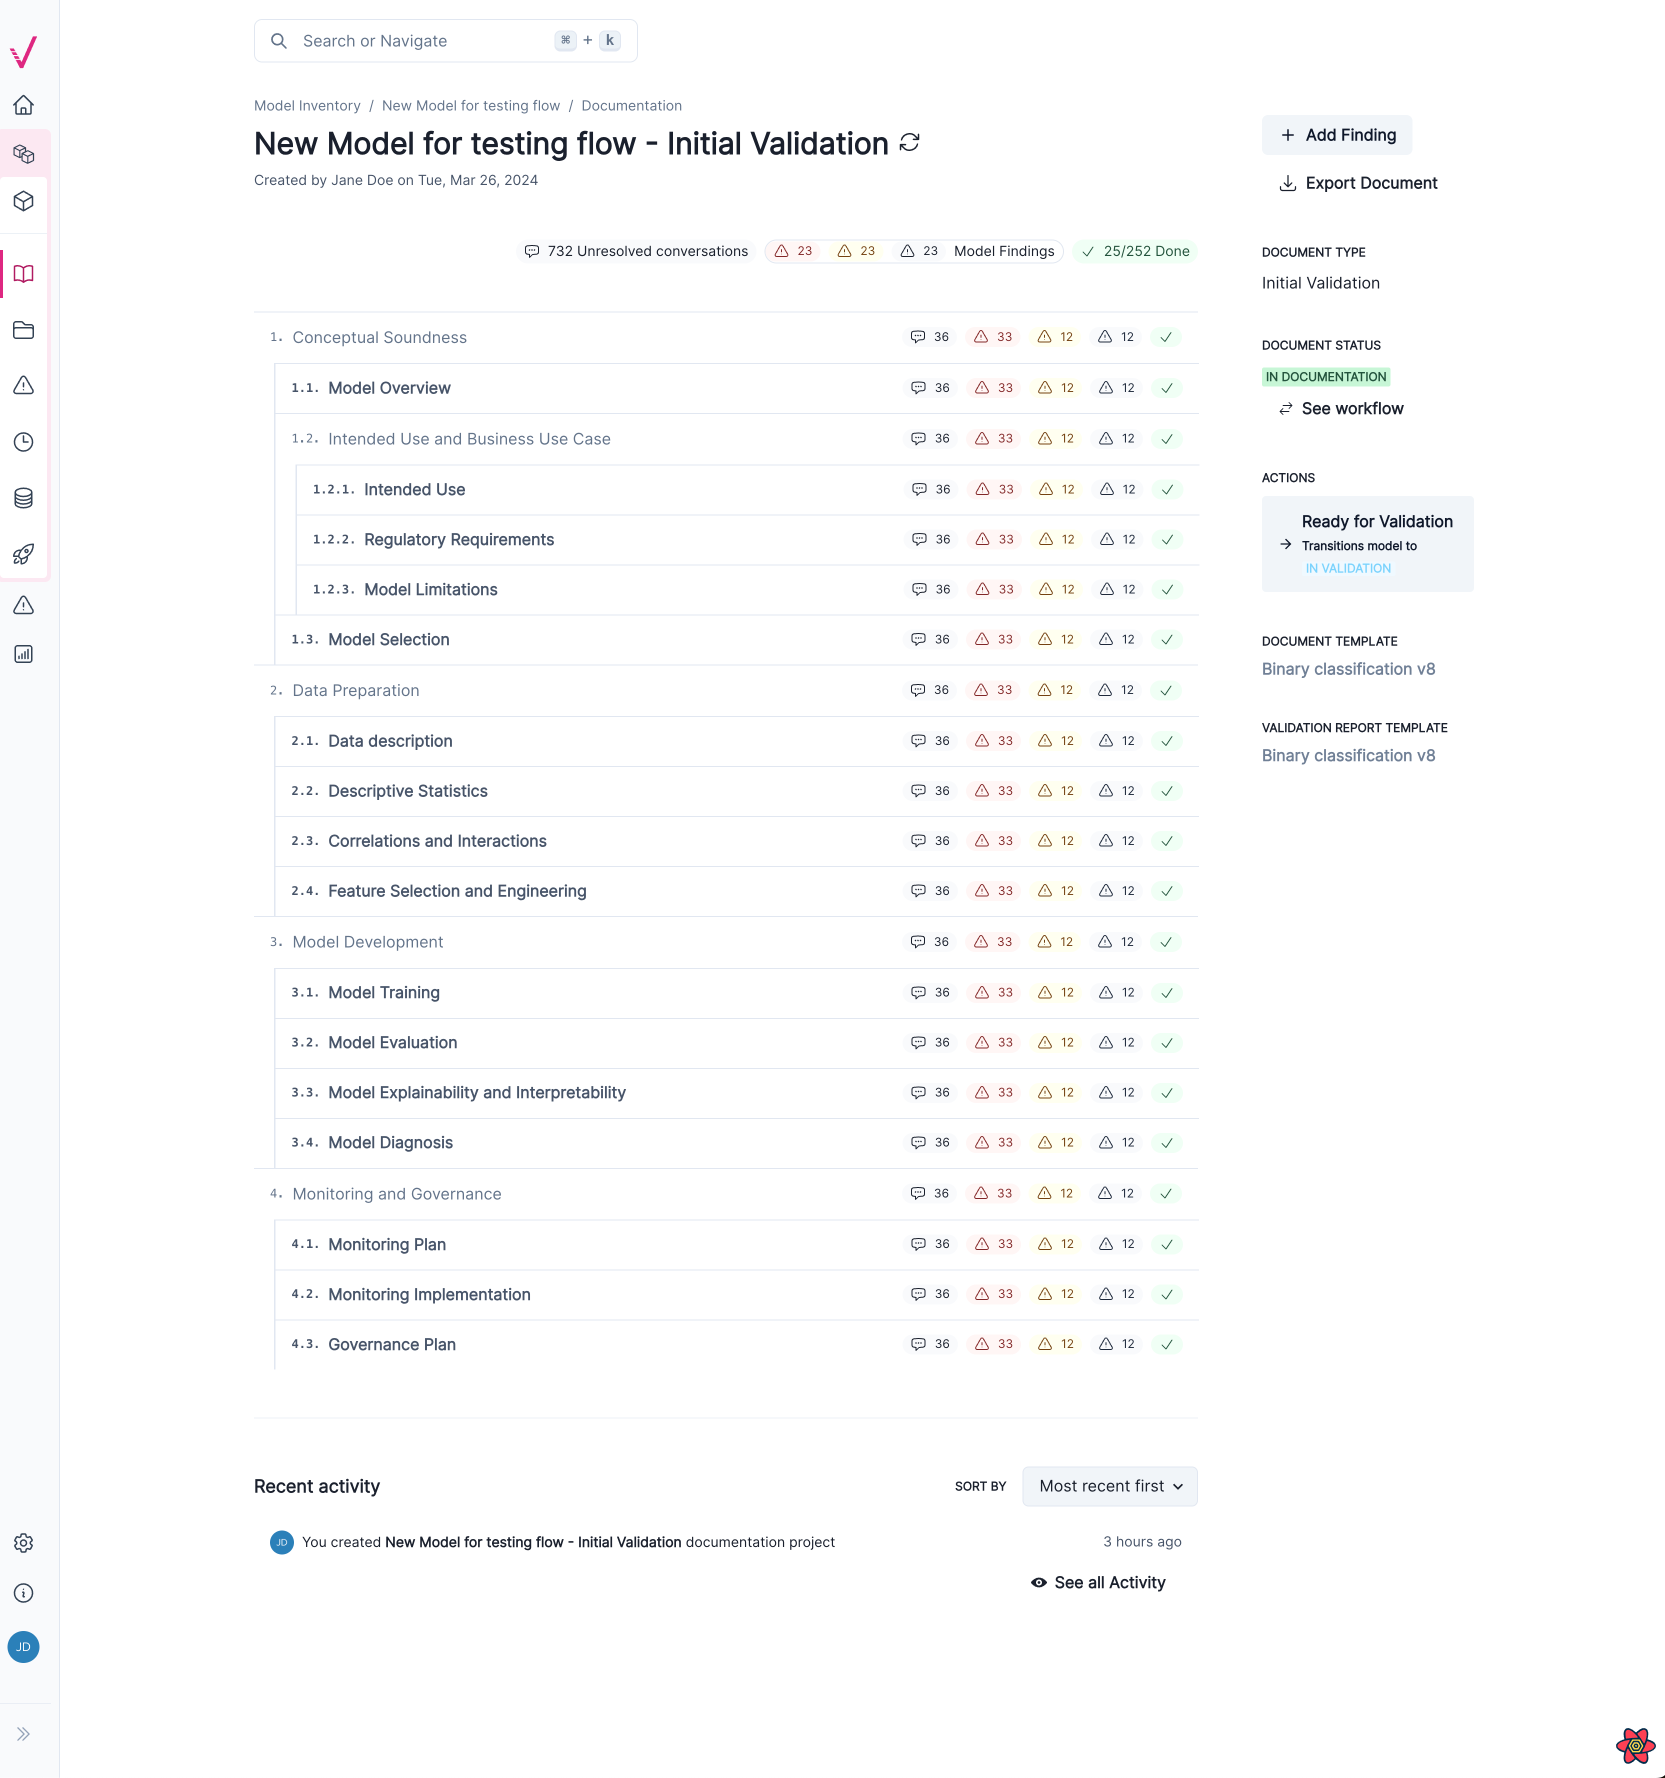 Search or Navigate ⌘ + k
Model Inventory / New Model for testing flow / Documentation
New Model for testing flow - Initial Validation
Created by Jane Doe on Tue, Mar 26, 2024
Add Finding
Export Document
732 Unresolved conversations 23 23 23 Model Findings 25/252 Done
1. Conceptual Soundness 36 33 12 12
1.1. Model Overview 36 33 12 12
1.2. Intended Use and Business Use Case 36 33 12 12
1.2.1. Intended Use 36 33 12 12
1.2.2. Regulatory Requirements 36 33 12 12
1.2.3. Model Limitations 36 33 12 12
1.3. Model Selection 36 33 12 12
2. Data Preparation 36 33 12 12
2.1. Data description 36 33 12 12
2.2. Descriptive Statistics 36 33 12 12
2.3. Correlations and Interactions 36 33 12 12
2.4. Feature Selection and Engineering 36 33 12 12
3. Model Development 36 33 12 12
3.1. Model Training 36 33 12 12
3.2. Model Evaluation 36 33 12 12
3.3. Model Explainability and Interpretability 36 33 12 12
3.4. Model Diagnosis 36 33 12 12
4. Monitoring and Governance 36 33 12 12
4.1. Monitoring Plan 36 33 12 12
4.2. Monitoring Implementation 36 33 12 12
4.3. Governance Plan 36 33 12 12
DOCUMENT TYPE
Initial Validation
DOCUMENT STATUS
IN DOCUMENTATION
See workflow
ACTIONS
Ready for Validation
Transitions model to
IN VALIDATION
DOCUMENT TEMPLATE
Binary classification v8
VALIDATION REPORT TEMPLATE
Binary classification v8
Recent activity
SORT BY Most recent first
JD You created New Model for testing flow - Initial Validation documentation project 3 hours ago
See all Activity
JD